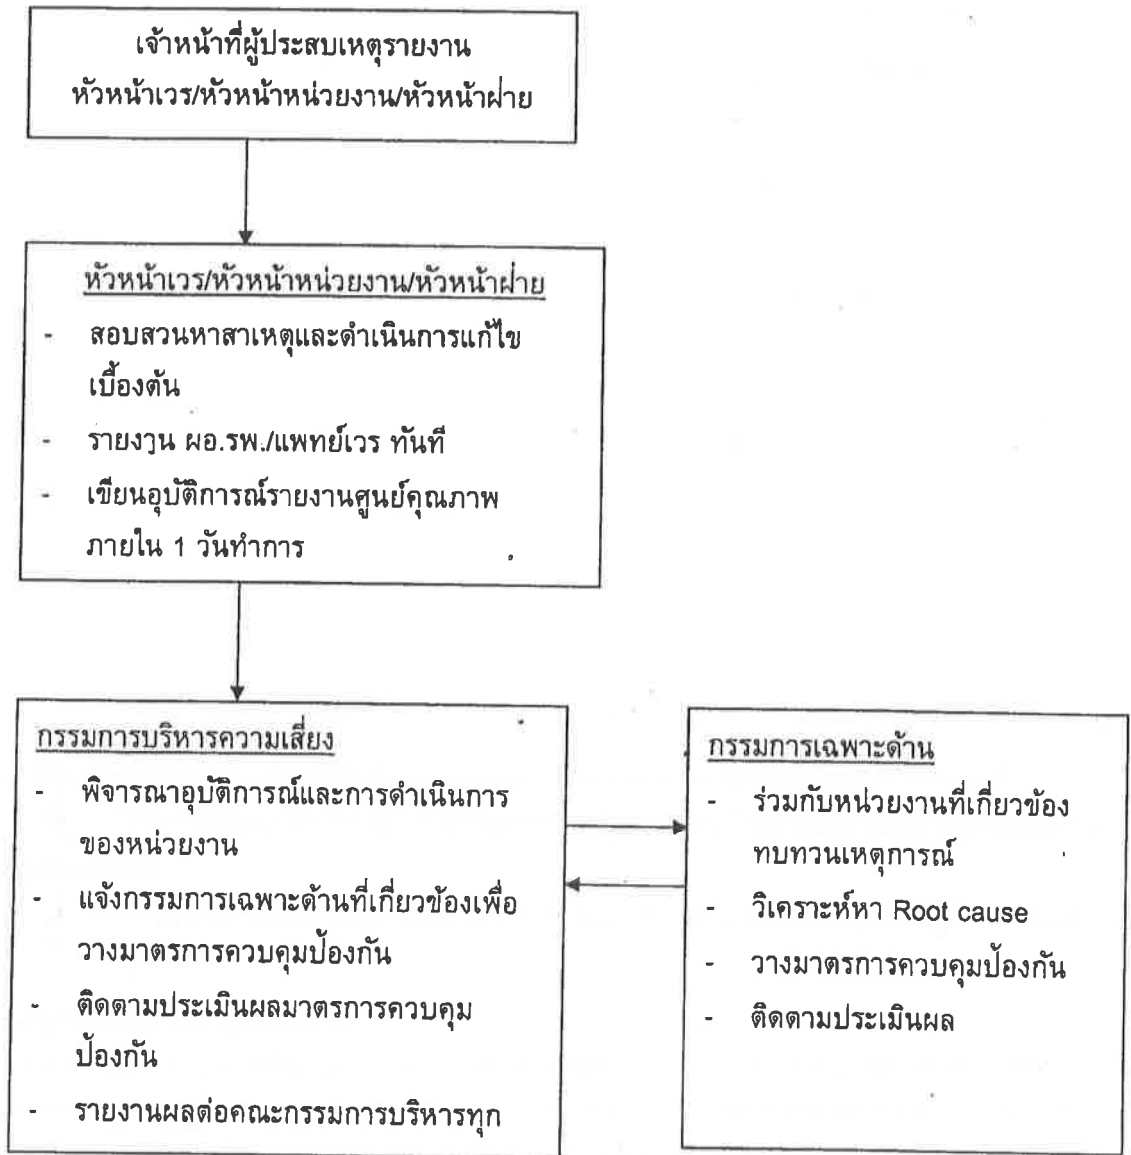 เจ้าหน้าที่ผู้ประสบเหตุรายงาน
หัวหน้าเวร/หัวหน้าหน่วยงาน/หัวหน้าฝ่าย
หัวหน้าเวร/หัวหน้าหน่วยงาน/หัวหน้าฝ่าย
- สอบสวนหาสาเหตุและดำเนินการแก้ไข
เบื้องต้น
- รายงาน ผอ.รพ./แพทย์เวร ทันที
- เขียนอุบัติการณ์รายงานศูนย์คุณภาพ
ภายใน 1 วันทำการ
กรรมการบริหารความเสี่ยง
- พิจารณาอุบัติการณ์และการดำเนินการ
ของหน่วยงาน
- แจ้งกรรมการเฉพาะด้านที่เกี่ยวข้องเพื่อ
วางมาตรการควบคุมป้องกัน
- ติดตามประเมินผลมาตรการควบคุม
ป้องกัน
- รายงานผลต่อคณะกรรมการบริหารทุก
กรรมการเฉพาะด้าน
- ร่วมกับหน่วยงานที่เกี่ยวข้อง
ทบทวนเหตุการณ์
- วิเคราะห์หา Root cause
- วางมาตรการควบคุมป้องกัน
- ติดตามประเมินผล